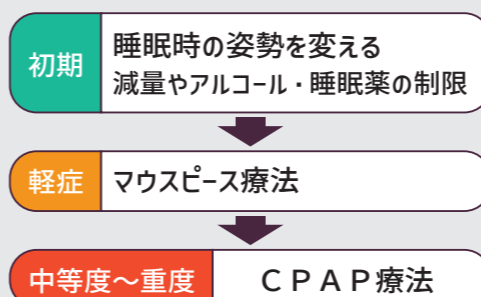 初期
睡眠時の姿勢を変える
減量やアルコール・睡眠薬の制限
軽症
マウスピース療法
中等度～重度
ＣＰＡＰ療法